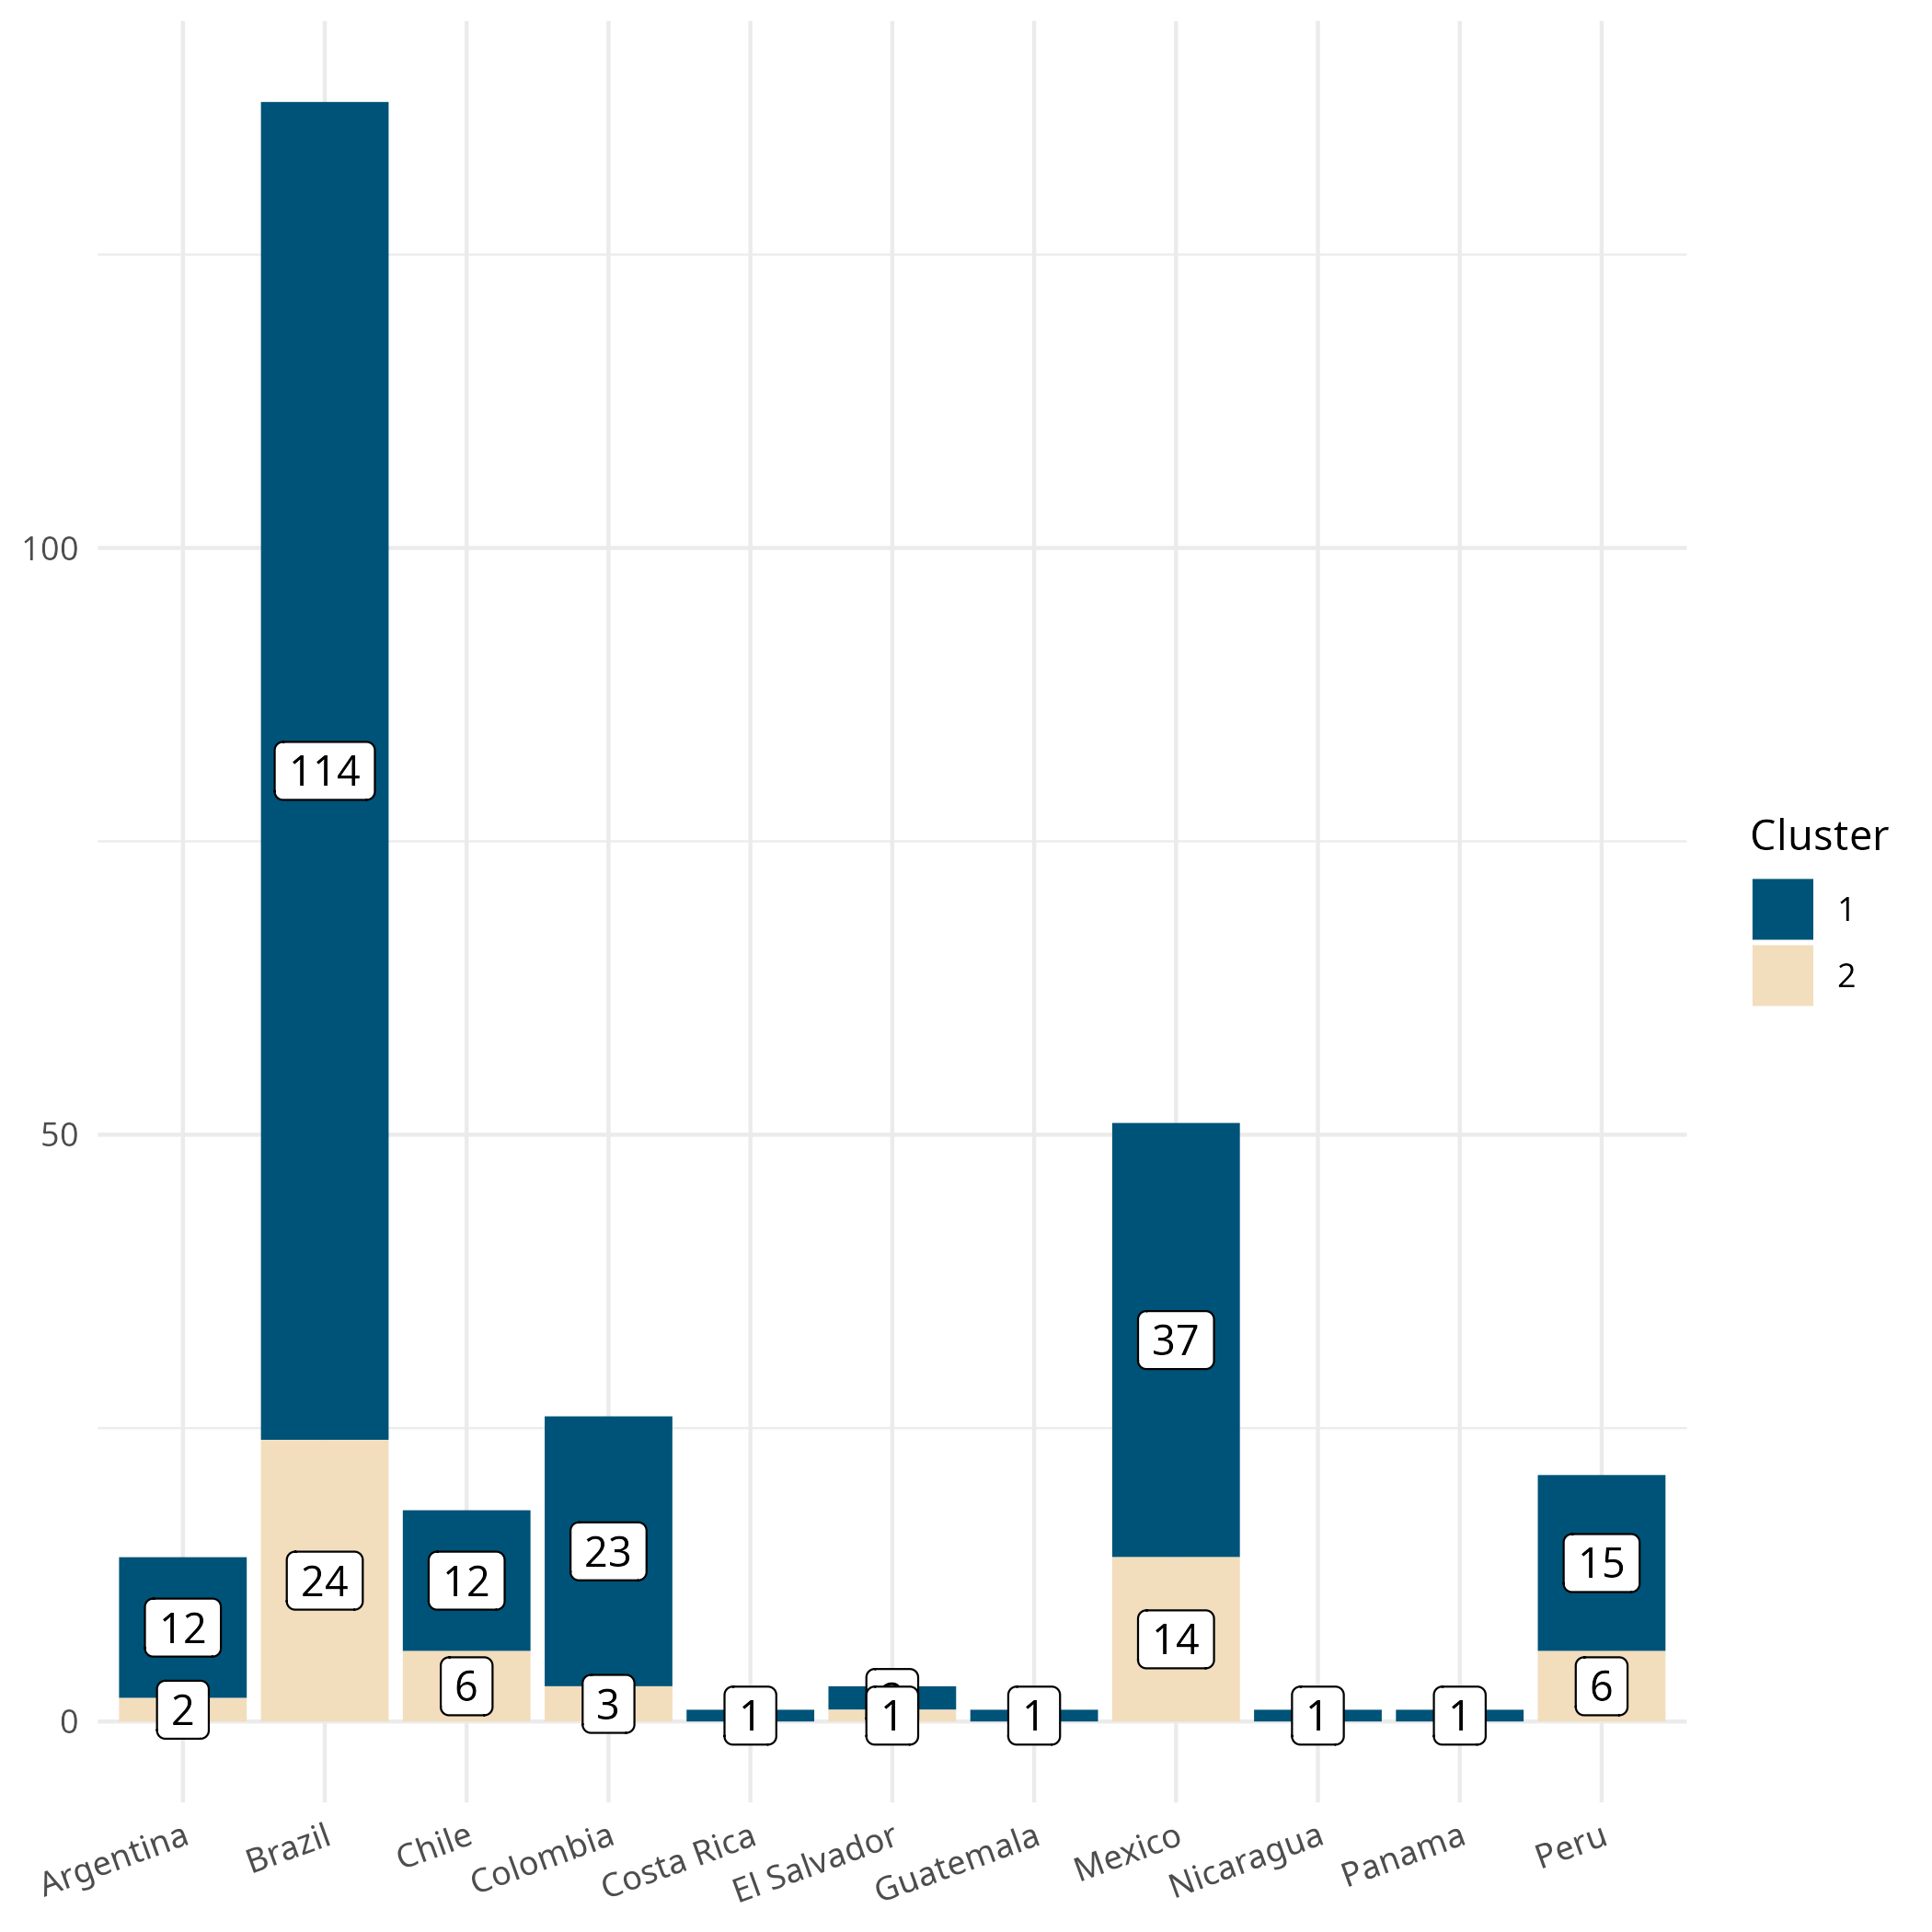 114
12
2
24
12
6
23
3
1
1
1
37
14
1
1
15
6
100
50
0
Argentina
Brazil
Chile
Colombia
Costa Rica
El Salvador
Guatemala
Mexico
Nicaragua
Panama
Peru
Cluster
1
2